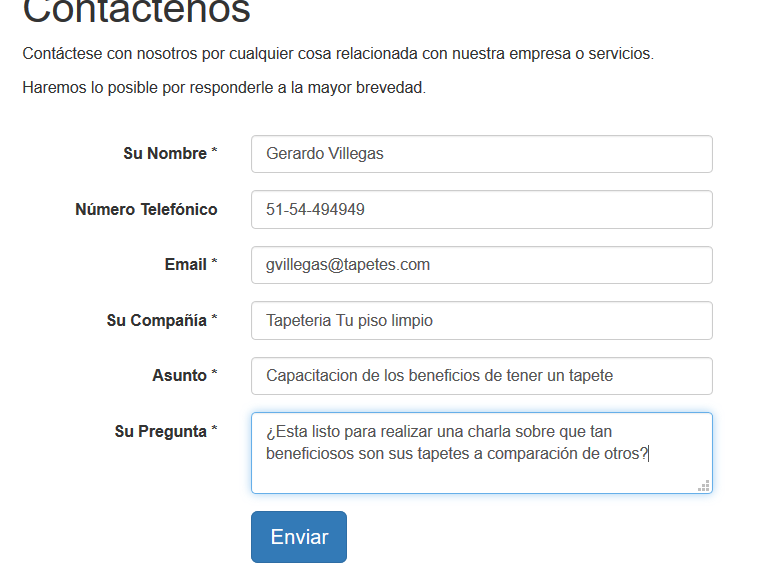 Contáctenos
Contáctese con nosotros por cualquier cosa relacionada con nuestra empresa o servicios.
Haremos lo posible por responderle a la mayor brevedad.
Su Nombre * Gerardo Villegas
Número Telefónico 51-54-494949
Email * gvillegas@tapetes.com
Su Compañía * Tapeteria Tu piso limpio
Asunto * Capacitacion de los beneficios de tener un tapete
Su Pregunta * ¿Esta listo para realizar una charla sobre que tan
beneficiosos son sus tapetes a comparación de otros?
Enviar